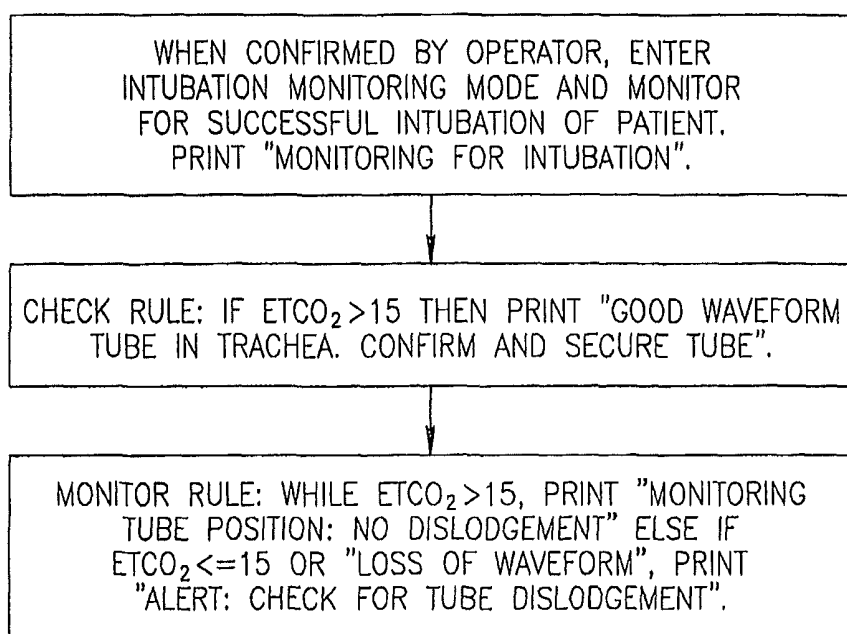 WHEN CONFIRMED BY OPERATOR, ENTER
INTUBATION MONITORING MODE AND MONITOR
FOR SUCCESSFUL INTUBATION OF PATIENT.
PRINT "MONITORING FOR INTUBATION".
CHECK RULE: IF ETCO₂>15 THEN PRINT "GOOD WAVEFORM
TUBE IN TRACHEA. CONFIRM AND SECURE TUBE".
MONITOR RULE: WHILE ETCO₂>15, PRINT "MONITORING
TUBE POSITION: NO DISLODGEMENT" ELSE IF
ETCO₂<=15 OR "LOSS OF WAVEFORM", PRINT
"ALERT: CHECK FOR TUBE DISLODGEMENT".